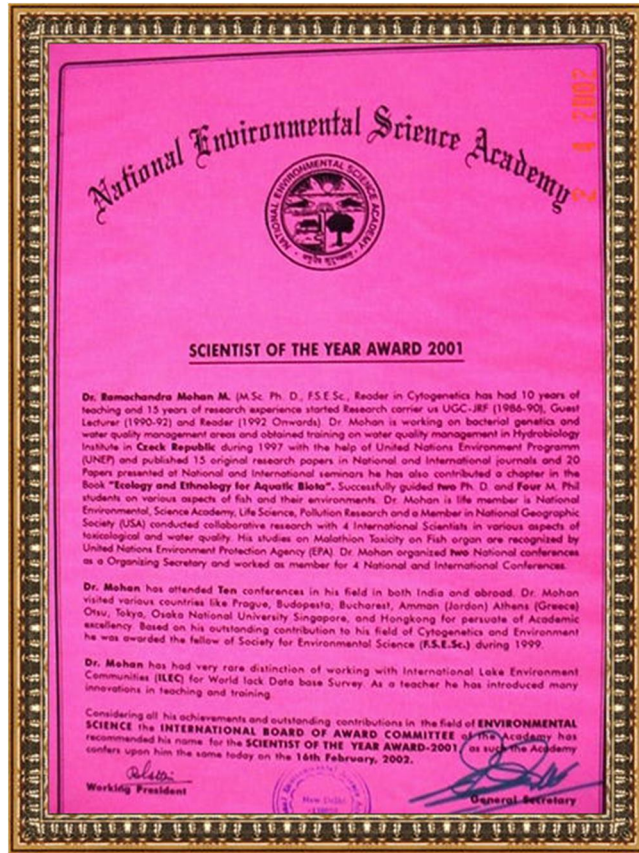 2002 4 2
National Environmental Science Academy
NATIONAL ENVIRONMENTAL SCIENCE ACADEMY
SCIENTIST OF THE YEAR AWARD 2001
Dr. Ramachandra Mohan M. (M.Sc. Ph. D., F.S.E.Sc., Reader in Cytogenetics has had 10 years of
teaching and 15 years of research experience started Research carrier us UGC-JRF (1986-90), Guest
Lecturer (1990-92) and Reader (1992 Onwards). Dr. Mohan is working on bacterial genetics and
water quality management areas and obtained training on water quality management in Hydrobiology
Institute in Czeck Republic during 1997 with the help of United Nations Environment Programm
(UNEP) and published 15 original research papers in National and International journals and 20
Papers presented at National and International seminars he has also contributed a chapter in the
Book "Ecology and Ethnology for Aquatic Biota". Successfully guided two Ph. D. and Four M. Phil
students on various aspects of fish and their environments. Dr. Mohan is life member is National
Environmental, Science Academy, Life Science, Pollution Research and a Member in National Geographic
Society (USA) conducted collaborative research with 4 International Scientists in various aspects of
toxicological and water quality. His studies on Malathion Toxicity on Fish organ are recognized by
United Nations Environment Protection Agency (EPA). Dr. Mohan organized two National conferences
as a Organizing Secretary and worked as member for 4 National and International Conferences.
Dr. Mohan has attended Ten conferences in his field in both India and abroad. Dr. Mohan
visited various countries like Prague, Budopesta, Bucharest, Amman (Jordon) Athens (Greece)
Otsu, Tokyo, Osaka National University Singapore, and Hongkong for persuate of Academic
excellency. Based on his outstanding contribution to his field of Cytogenetics and Environment
he was awarded the fellow of Society for Environmental Science (F.S.E.Sc.) during 1999.
Dr. Mohan has had very rare distinction of working with International Lake Environment
Communities (ILEC) for World lack Data base Survey. As a teacher he has introduced many
innovations in teaching and training.
Considering all his achievements and outstanding contributions in the field of ENVIRONMENTAL
SCIENCE the INTERNATIONAL BOARD OF AWARD COMMITTEE of the Academy has
recommended his name for the SCIENTIST OF THE YEAR AWARD-2001, as such the Academy
confers upon him the same today on the 16th February, 2002.
Working President
New Delhi
General Secretary